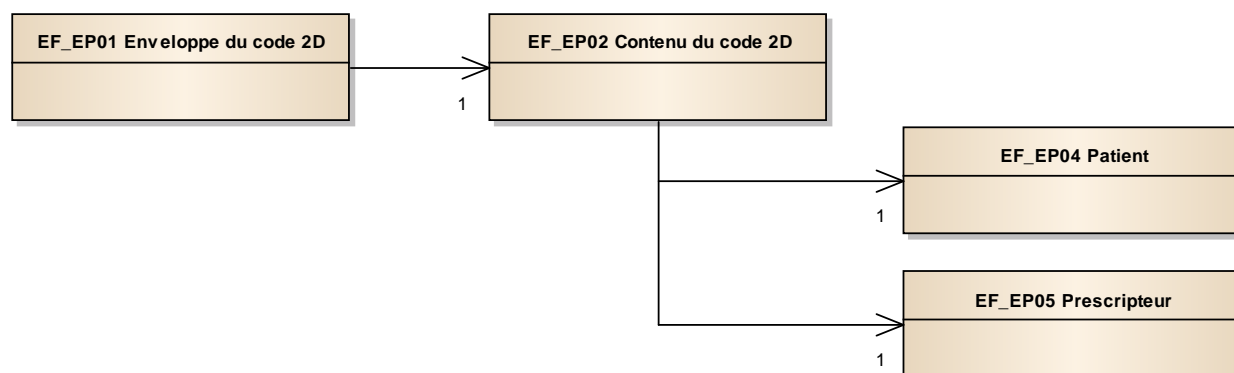 EF_EP01 Enveloppe du code 2D
EF_EP02 Contenu du code 2D
1
EF_EP04 Patient
1
EF_EP05 Prescripteur
1